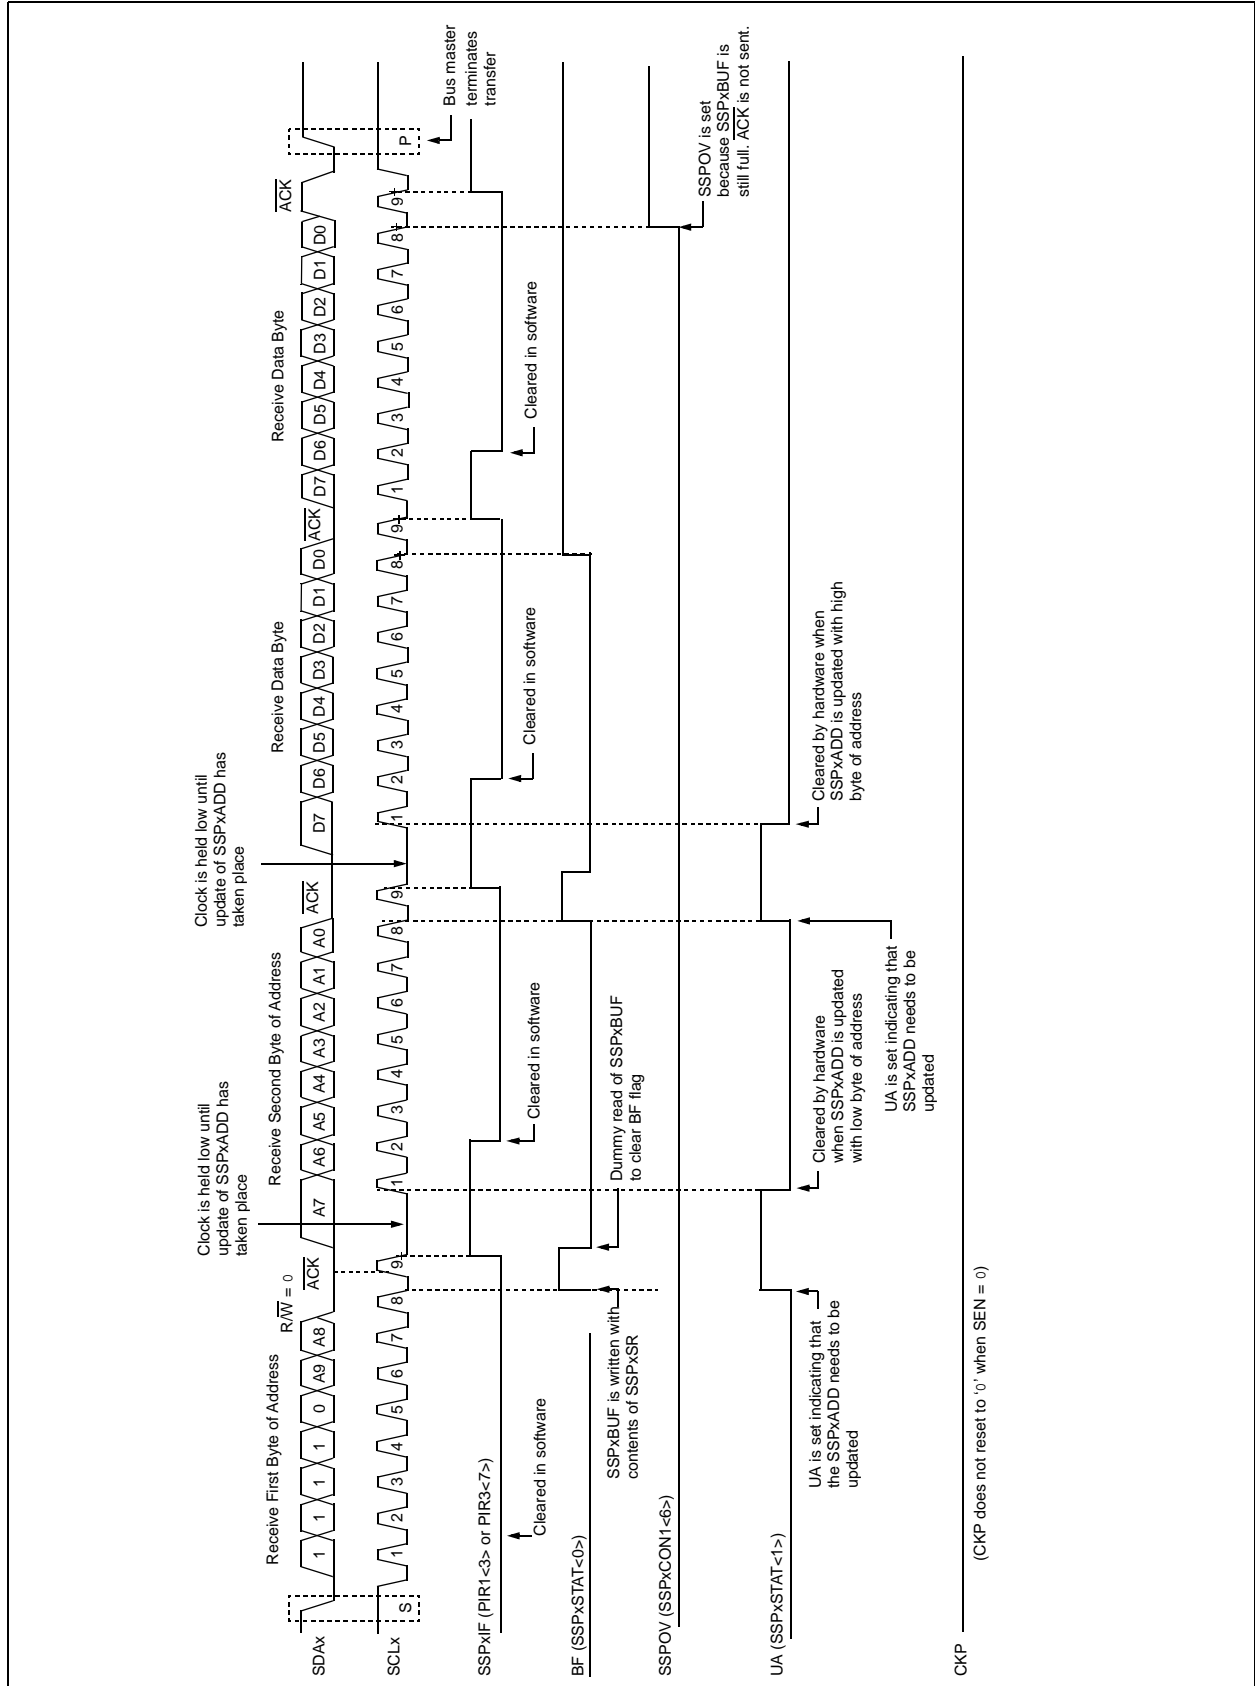 Receive First Byte of Address
R/W = 0
ACK
Clock is held low until
update of SSPxADD has
taken place
Receive Second Byte of Address
ACK
Clock is held low until
update of SSPxADD has
taken place
Receive Data Byte
ACK
Receive Data Byte
ACK
SDAx
1 1 1 1 0 A9 A8
A7 A6 A5 A4 A3 A2 A1 A0
D7 D6 D5 D4 D3 D2 D1 D0
D7 D6 D5 D4 D3 D2 D1 D0
SCLx
S
1 2 3 4 5 6 7 8 9
1 2 3 4 5 6 7 8 9
1 2 3 4 5 6 7 8 9
1 2 3 4 5 6 7 8 9
P
Bus master
terminates
transfer
SSPxIF (PIR1<3> or PIR3<7>)
Cleared in software
Cleared in software
Cleared in software
Cleared in software
BF (SSPxSTAT<0>)
SSPxBUF is written with
contents of SSPxSR
Dummy read of SSPxBUF
to clear BF flag
SSPOV (SSPxCON1<6>)
SSPOV is set
because SSPxBUF is
still full. ACK is not sent.
UA (SSPxSTAT<1>)
UA is set indicating that
the SSPxADD needs to be
updated
Cleared by hardware
when SSPxADD is updated
with low byte of address
UA is set indicating that
SSPxADD needs to be
updated
Cleared by hardware when
SSPxADD is updated with high
byte of address
CKP
(CKP does not reset to ‘0’ when SEN = 0)